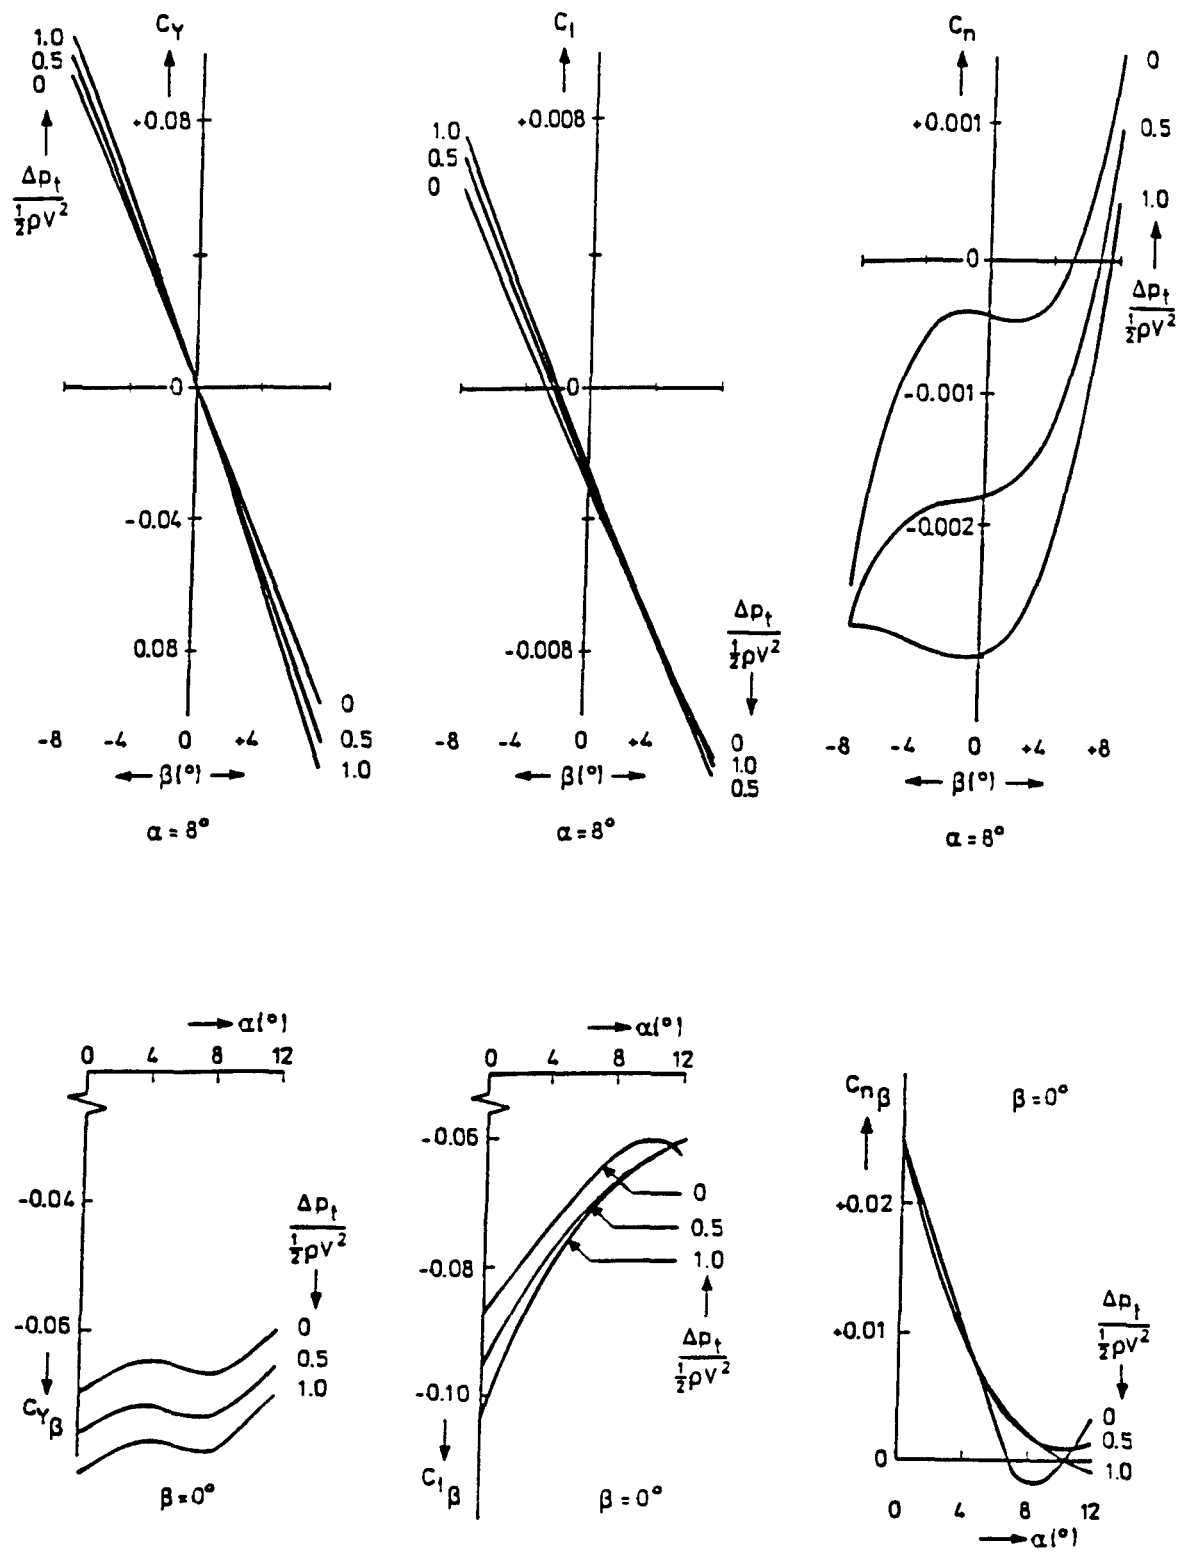 C_Y
1.0
0.5
0
Δp_t
½ρV²
+0.08
0
-0.04
0.08
0
0.5
1.0
-8 -4 0 +4
β(°)
α = 8°
C_l
+0.008
1.0
0.5
0
0
-0.008
Δp_t
½ρV²
0
1.0
0.5
-8 -4 0 +4
β(°)
α = 8°
C_n
0
+0.001
0.5
1.0
0
Δp_t
½ρV²
-0.001
-0.002
-8 -4 0 +4 +8
β(°)
α = 8°
α(°)
0 4 8 12
-0.04
Δp_t
½ρV²
-0.06
0
0.5
1.0
C_Yβ
β = 0°
α(°)
0 4 8 12
-0.06
0
0.5
-0.08
1.0
Δp_t
½ρV²
-0.10
C_lβ
β = 0°
C_nβ
β = 0°
+0.02
+0.01
Δp_t
½ρV²
0
0.5
1.0
0
0 4 8 12
α(°)